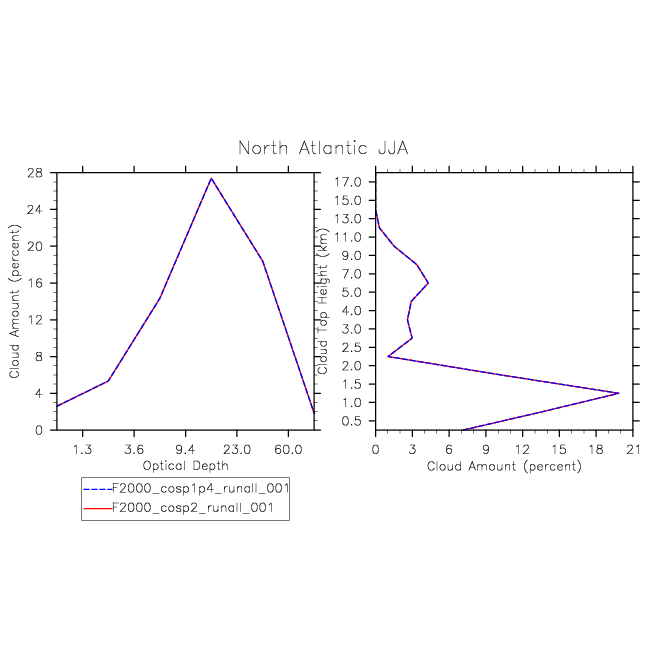 North Atlantic JJA
Cloud Amount (percent)
28
24
20
16
12
8
4
0
1.3 3.6 9.4 23.0 60.0
Optical Depth
Cloud Top Height (km)
17.0
15.0
13.0
11.0
9.0
7.0
5.0
4.0
3.0
2.5
2.0
1.5
1.0
0.5
0 3 6 9 12 15 18 21
Cloud Amount (percent)
F2000_cosp1p4_runall_001
F2000_cosp2_runall_001